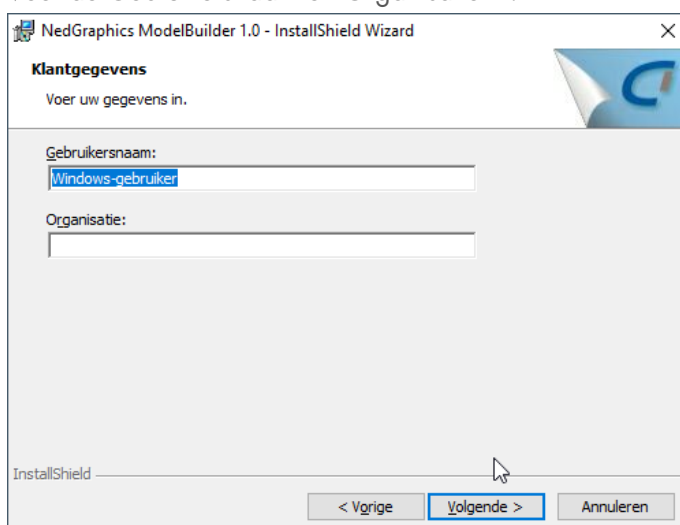 NedGraphics ModelBuilder 1.0 - InstallShield Wizard
Klantgegevens
Voer uw gegevens in.
Gebruikersnaam:
Windows-gebruiker
Organisatie:
InstallShield
< Vorige Volgende > Annuleren